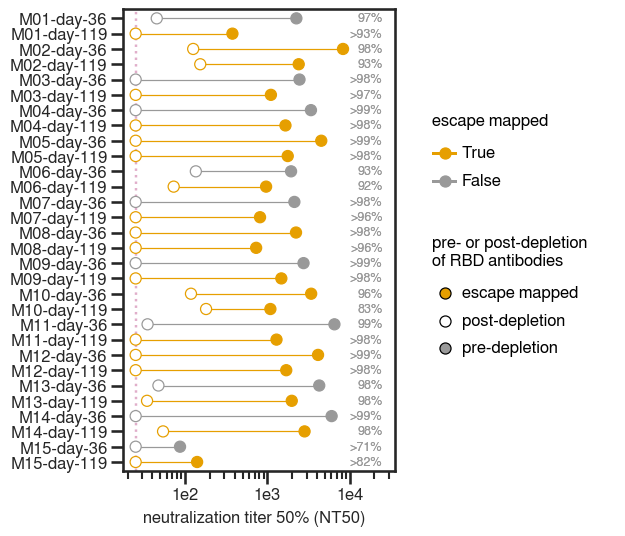 M01-day-36 97%
M01-day-119 >93%
M02-day-36 98%
M02-day-119 93%
M03-day-36 >98%
M03-day-119 >97%
M04-day-36 >99%
M04-day-119 >98%
M05-day-36 >99%
M05-day-119 >98%
M06-day-36 93%
M06-day-119 92%
M07-day-36 >98%
M07-day-119 >96%
M08-day-36 >98%
M08-day-119 >96%
M09-day-36 >99%
M09-day-119 >98%
M10-day-36 96%
M10-day-119 83%
M11-day-36 99%
M11-day-119 >98%
M12-day-36 >99%
M12-day-119 >98%
M13-day-36 98%
M13-day-119 98%
M14-day-36 >99%
M14-day-119 98%
M15-day-36 >71%
M15-day-119 >82%
1e2 1e3 1e4
neutralization titer 50% (NT50)
escape mapped
True
False
pre- or post-depletion
of RBD antibodies
escape mapped
post-depletion
pre-depletion